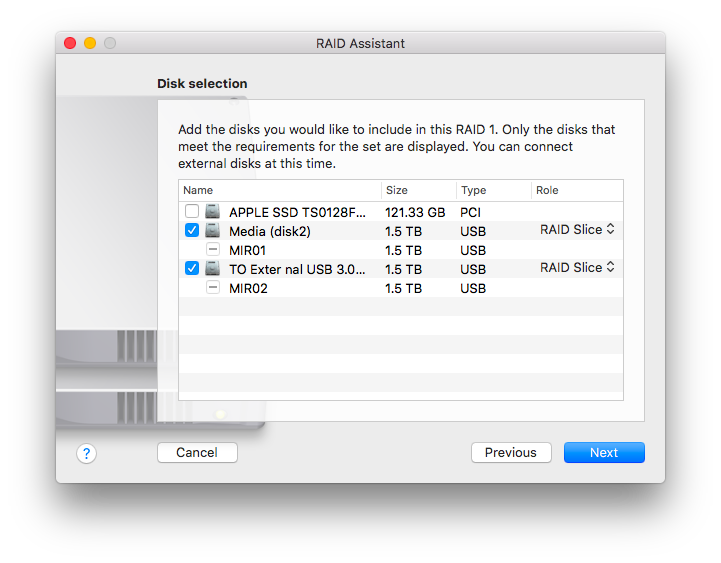 RAID Assistant
Disk selection
Add the disks you would like to include in this RAID 1. Only the disks that
meet the requirements for the set are displayed. You can connect
external disks at this time.
Name Size Type Role
APPLE SSD TS0128F... 121.33 GB PCI
Media (disk2) 1.5 TB USB RAID Slice
MIR01 1.5 TB USB
TO Exter nal USB 3.0... 1.5 TB USB RAID Slice
MIR02 1.5 TB USB
? Cancel Previous Next